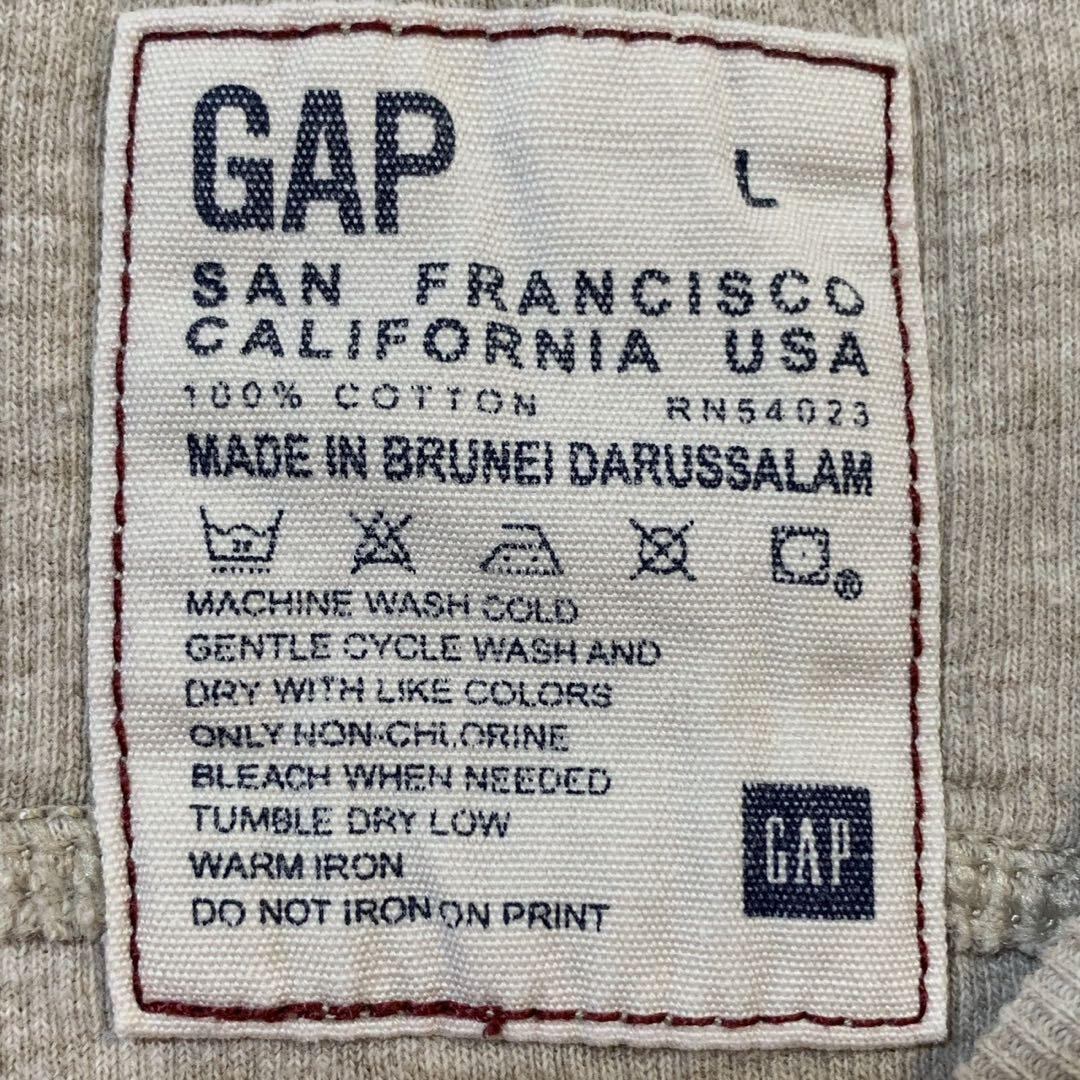 GAP L
SAN FRANCISCO
CALIFORNIA USA
100% COTTON RN54023
MADE IN BRUNEI DARUSSALAM
®
MACHINE WASH COLD
GENTLE CYCLE WASH AND
DRY WITH LIKE COLORS
ONLY NON-CHLORINE
BLEACH WHEN NEEDED
TUMBLE DRY LOW
WARM IRON
DO NOT IRON ON PRINT
GAP